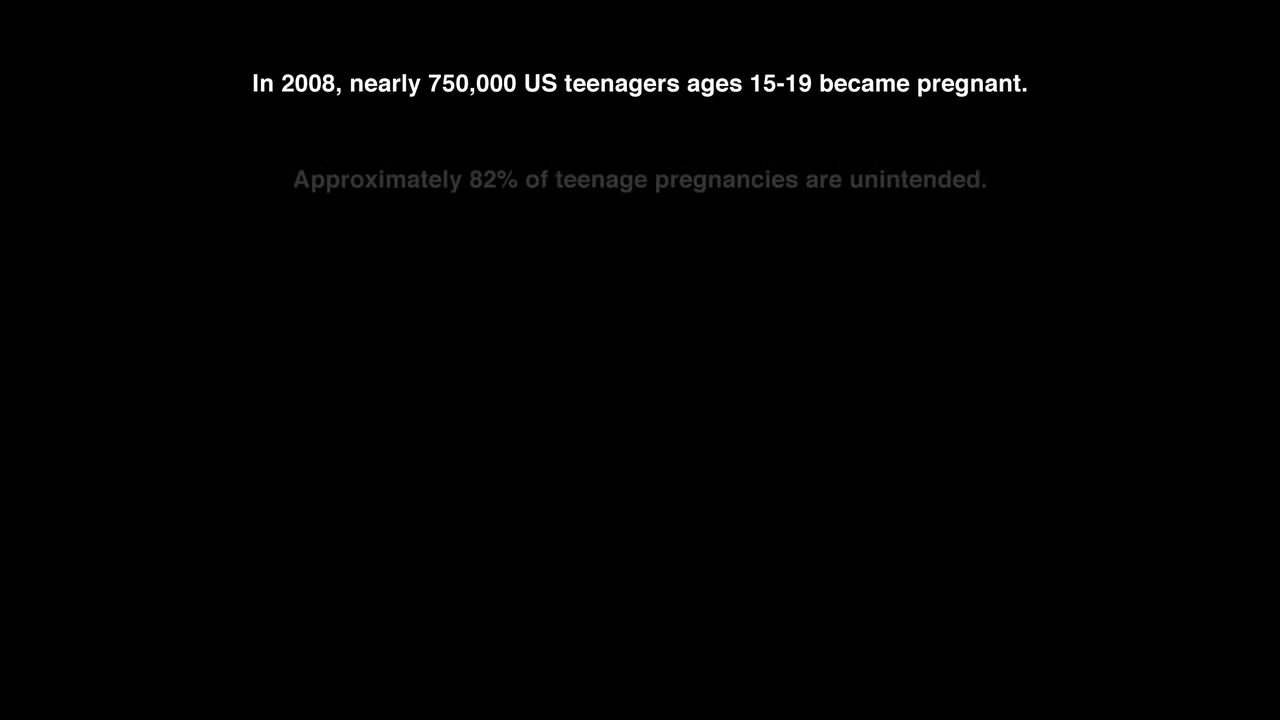 In 2008, nearly 750,000 US teenagers ages 15-19 became pregnant.
Approximately 82% of teenage pregnancies are unintended.